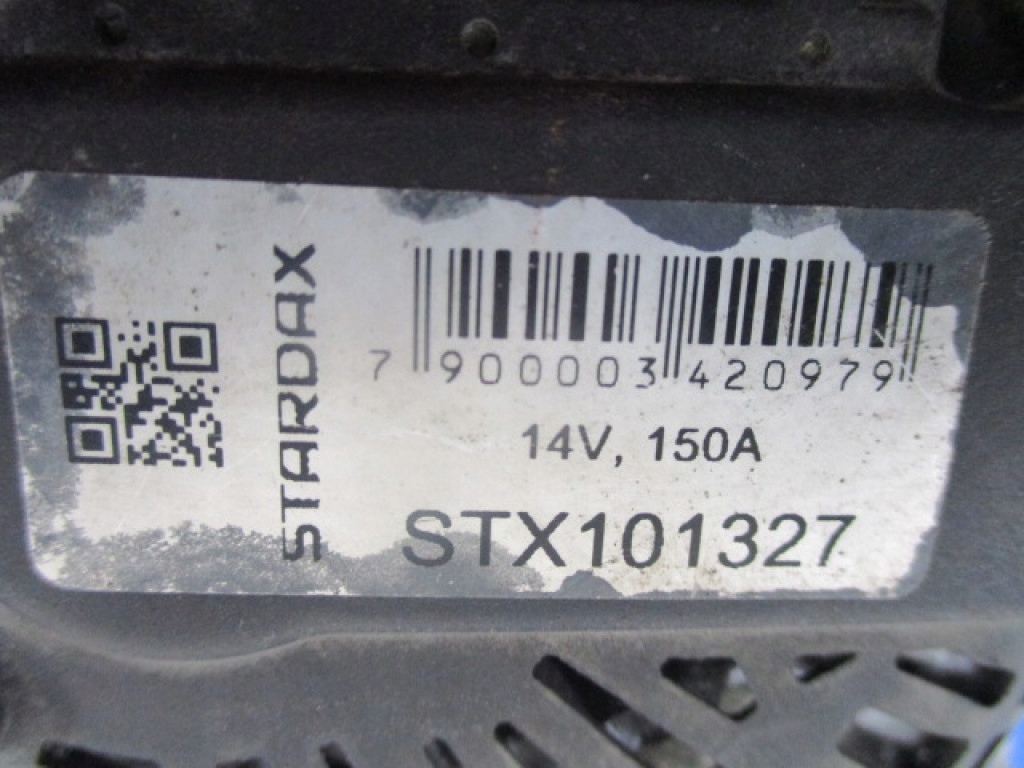 STARDAX
7 900003 420979
14V, 150A
STX101327